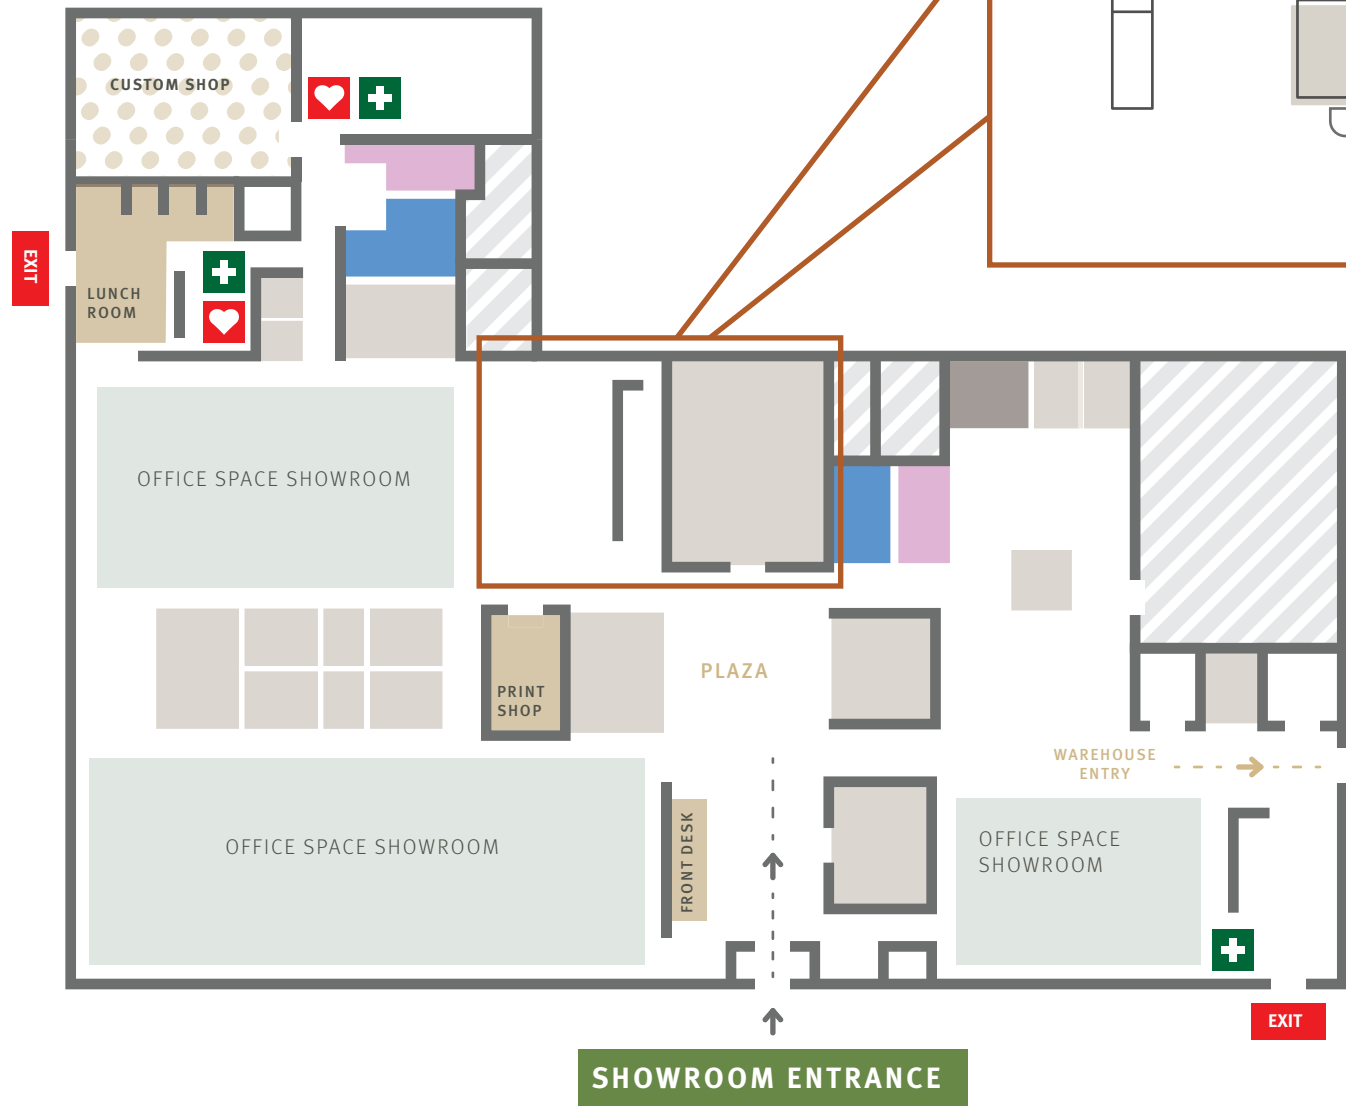 CUSTOM SHOP
EXIT
LUNCH
ROOM
OFFICE SPACE SHOWROOM
PRINT
SHOP
PLAZA
WAREHOUSE
ENTRY
OFFICE SPACE SHOWROOM
FRONT DESK
OFFICE SPACE
SHOWROOM
EXIT
SHOWROOM ENTRANCE